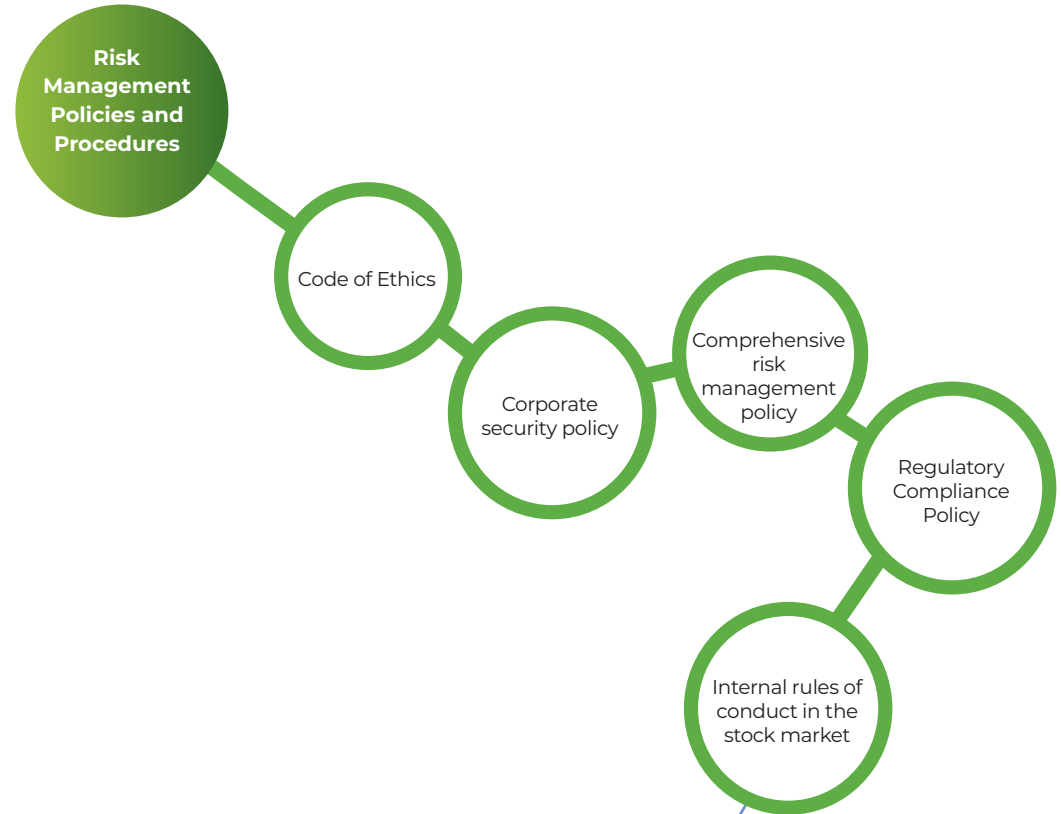 Risk
Management
Policies and
Procedures
Code of Ethics
Corporate
security policy
Comprehensive
risk
management
policy
Regulatory
Compliance
Policy
Internal rules of
conduct in the
stock market